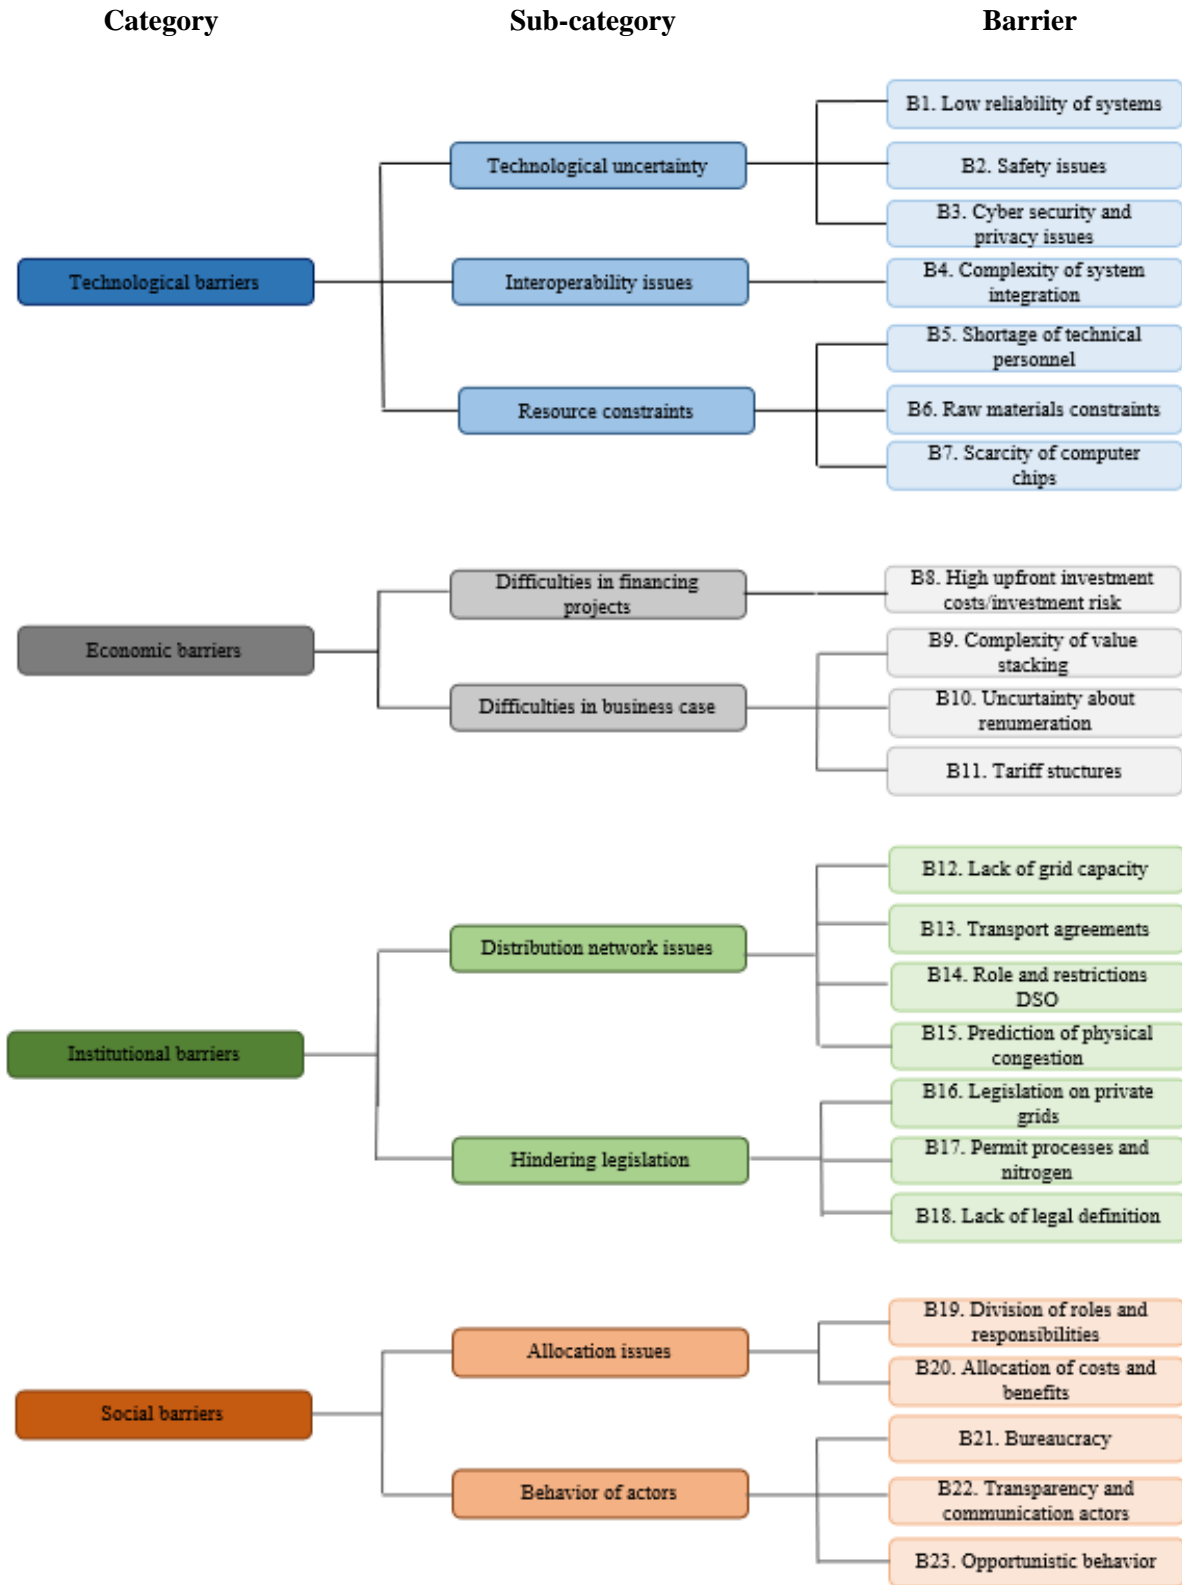 Category
Sub-category
Barrier
Technological barriers
Technological uncertainty
B1. Low reliability of systems
B2. Safety issues
B3. Cyber security and
privacy issues
Interoperability issues
B4. Complexity of system
integration
Resource constraints
B5. Shortage of technical
personnel
B6. Raw materials constraints
B7. Scarcity of computer
chips
Economic barriers
Difficulties in financing
projects
B8. High upfront investment
costs/investment risk
Difficulties in business case
B9. Complexity of value
stacking
B10. Uncurtainty about
renumeration
B11. Tariff stuctures
Institutional barriers
Distribution network issues
B12. Lack of grid capacity
B13. Transport agreements
B14. Role and restrictions
DSO
B15. Prediction of physical
congestion
Hindering legislation
B16. Legislation on private
grids
B17. Permit processes and
nitrogen
B18. Lack of legal definition
Social barriers
Allocation issues
B19. Division of roles and
responsibilities
B20. Allocation of costs and
benefits
Behavior of actors
B21. Bureaucracy
B22. Transparency and
communication actors
B23. Opportunistic behavior